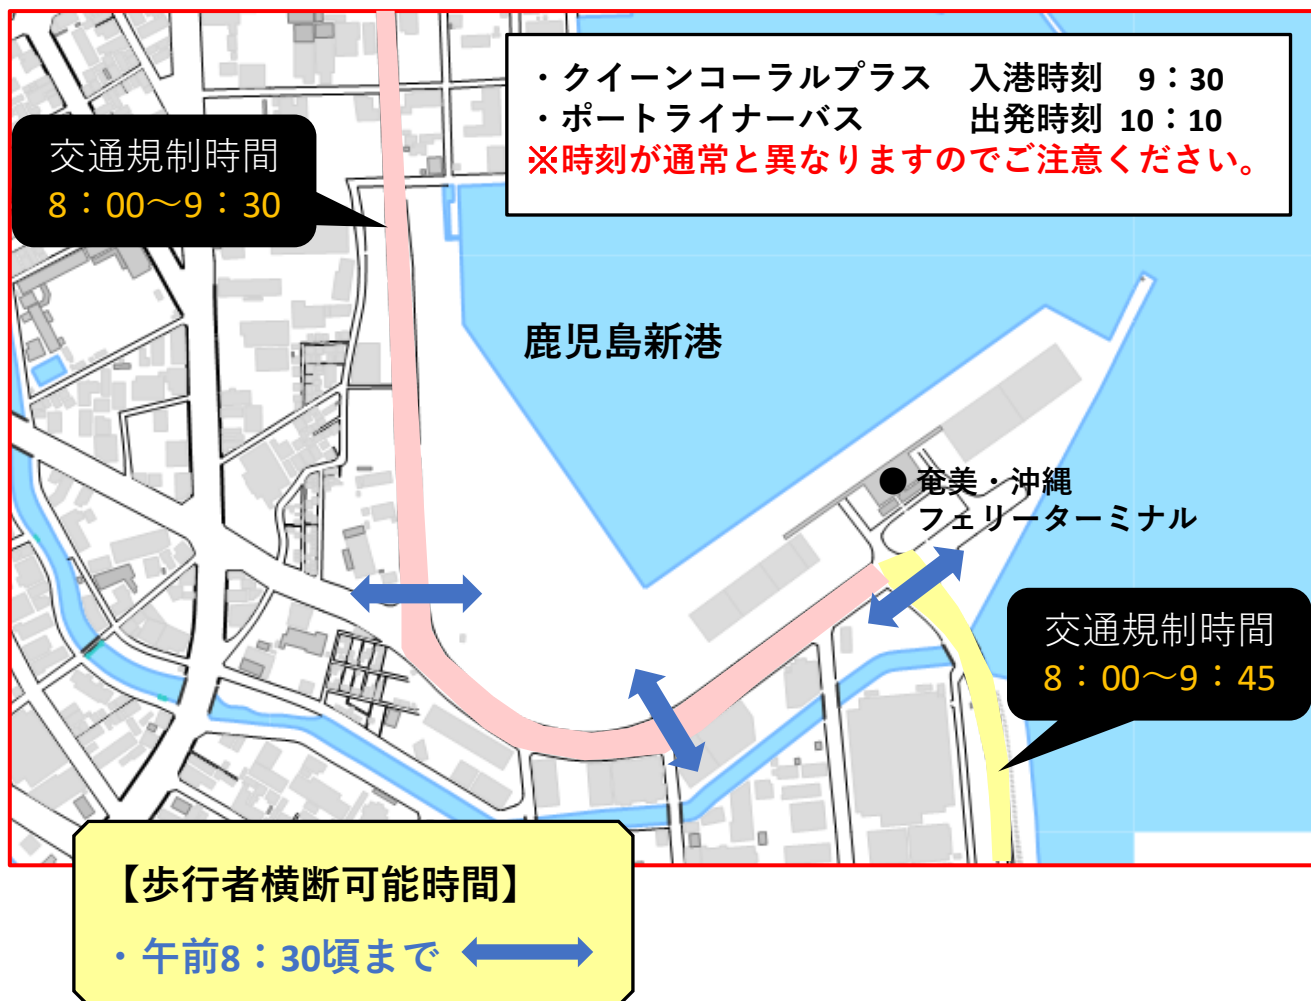 ・クイーンコーラルプラス　入港時刻　9：30
・ポートライナーバス　　　出発時刻 10：10
※時刻が通常と異なりますのでご注意ください。
交通規制時間
8：00～9：30
鹿児島新港
奄美・沖縄
フェリーターミナル
交通規制時間
8：00～9：45
【歩行者横断可能時間】
・午前8：30頃まで